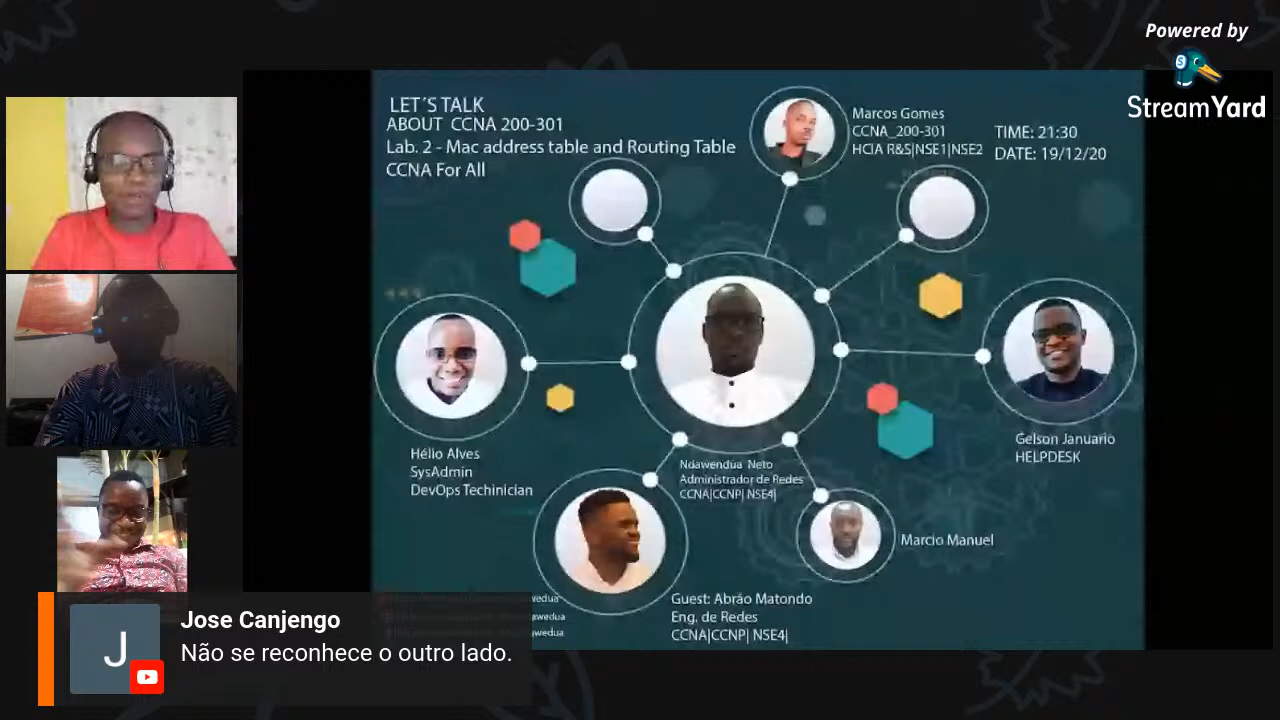 Powered by
StreamYard
LET´S TALK
ABOUT CCNA 200-301
Lab. 2 - Mac address table and Routing Table
CCNA For All
Marcos Gomes
CCNA_200-301
HCIA R&S|NSE1|NSE2
TIME: 21:30
DATE: 19/12/20
Hélio Alves
SysAdmin
DevOps Techinician
Ndawendua Neto
Administrador de Redes
CCNA|CCNP| NSE4|
Gelson Januario
HELPDESK
Marcio Manuel
Guest: Abrão Matondo
Eng. de Redes
CCNA|CCNP| NSE4|
J
Jose Canjengo
Não se reconhece o outro lado.